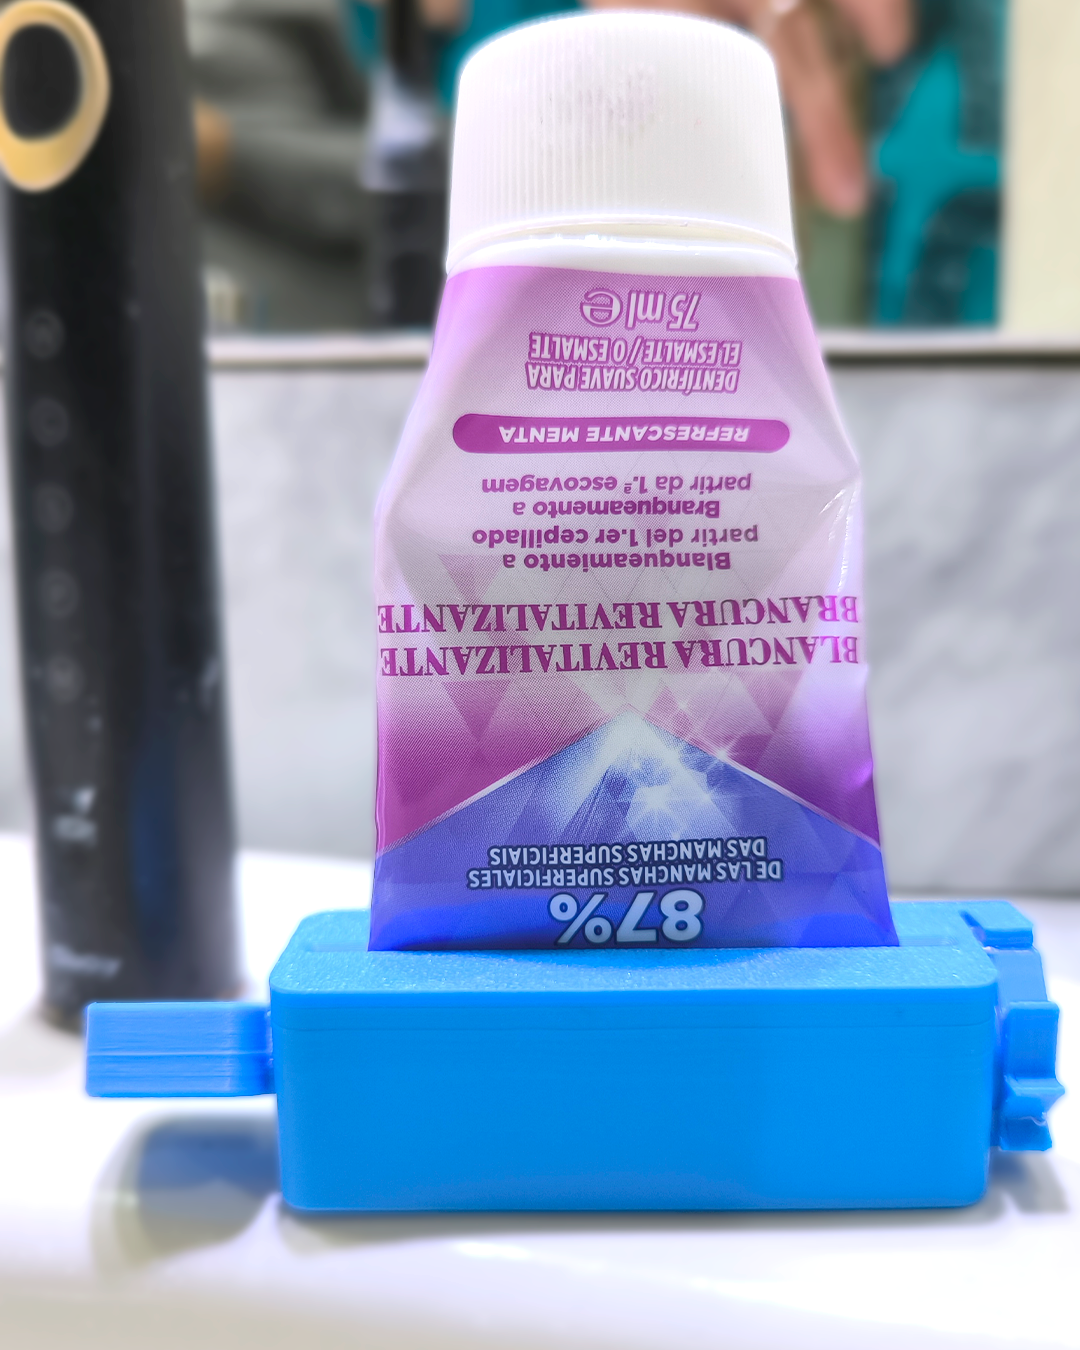 87%
DE LAS MANCHAS SUPERFICIALES
DAS MANCHAS SUPERFICIAIS
BLANCURA REVITALIZANTE
BRANCURA REVITALIZANTE
Blanqueamiento a
partir del 1.er cepillado
Branqueamento a
partir da 1.ª escovagem
REFRESCANTE MENTA
DENTÍFRICO SUAVE PARA
EL ESMALTE / O ESMALTE
75 ml e